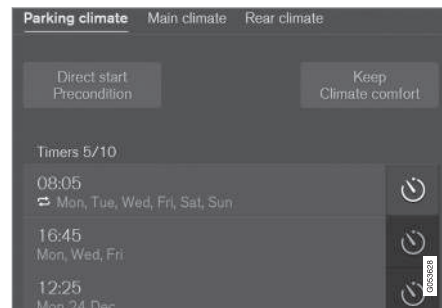 Parking climate Main climate Rear climate
Direct start
Precondition
Keep
Climate comfort
Timers 5/10
08:05
Mon, Tue, Wed, Fri, Sat, Sun
16:45
Mon, Wed, Fri
12:25
Mon 24 Dec
G053628